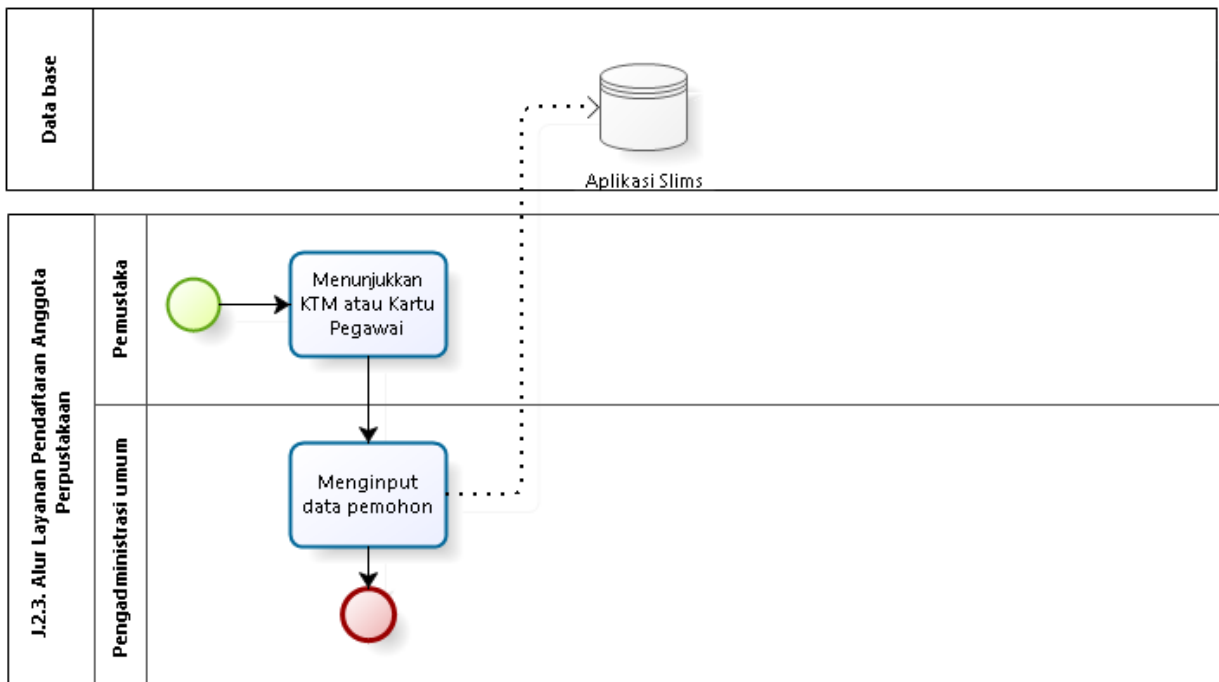 Data base
Aplikasi Slims
J.2.3. Alur Layanan Pendaftaran Anggota
Perpustakaan
Pemustaka
Menunjukkan
KTM atau Kartu
Pegawai
Pengadministrasi umum
Menginput
data pemohon